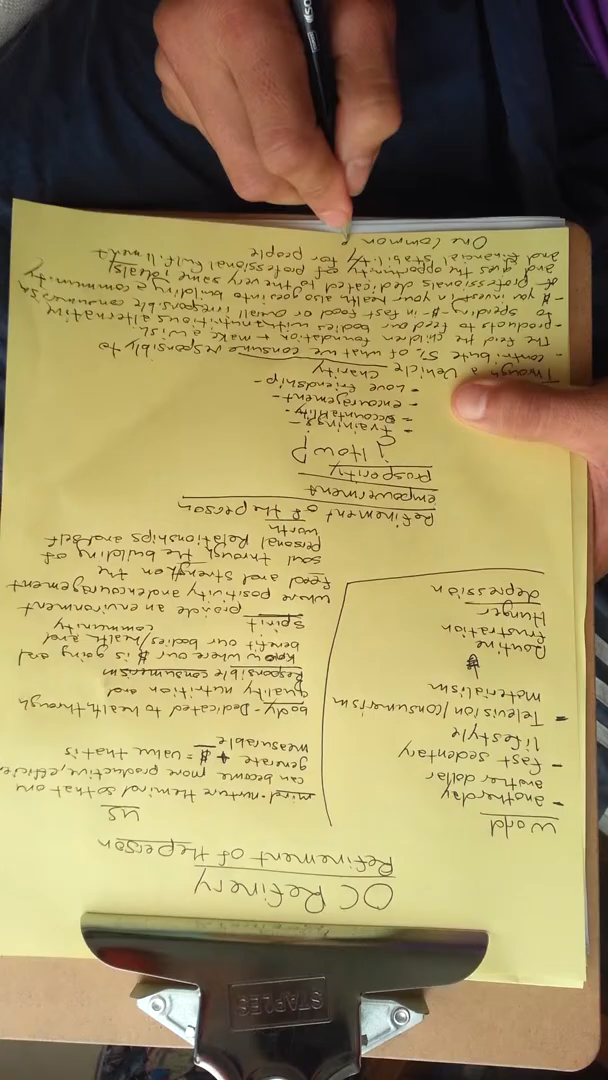 STAPLES
OC Refinery
Refinement of the person
World
- another day
another dollar
- fast sedentary
lifestyle
- Television/consumerism
materialism
$
Routine
frustration
Hunger
depression
US
mind-nurture the mind so that one
can become more productive, efficie
generate + $ = value that is
measurable
body - Dedicated to health through
quality nutrition and
Responsible consumerism
Know where our $ is going and
benefit our bodies/health and
community
spirit
provide an environment
where positivity and encouragement
feed and strengthen the
soul through the building of
personal Relationships and self
worth
Refinement of the person
empowerment
Prosperity
¿How?
- training -
- accountability -
- encouragement -
- Love friendship -
Through a Vehicle charity
- contribute 5% of what we consume responsibly to
the feed the children foundation + make a wish
- products to feed our bodies with nutritious alternative
to spending $ in fast food or overall irresponsible consumerism
- $ you invest in your health also goes into building a community
of professionals dedicated to the very same ideals
and gives the opportunity of professional fulfillment
and financial stability for people
One common